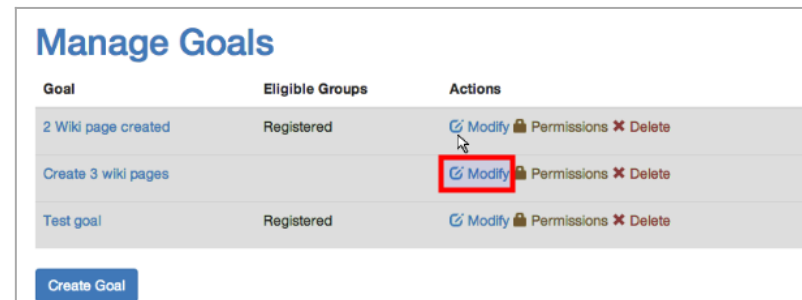 Manage Goals
Goal Eligible Groups Actions
2 Wiki page created Registered Modify Permissions Delete
Create 3 wiki pages Modify Permissions Delete
Test goal Registered Modify Permissions Delete
Create Goal